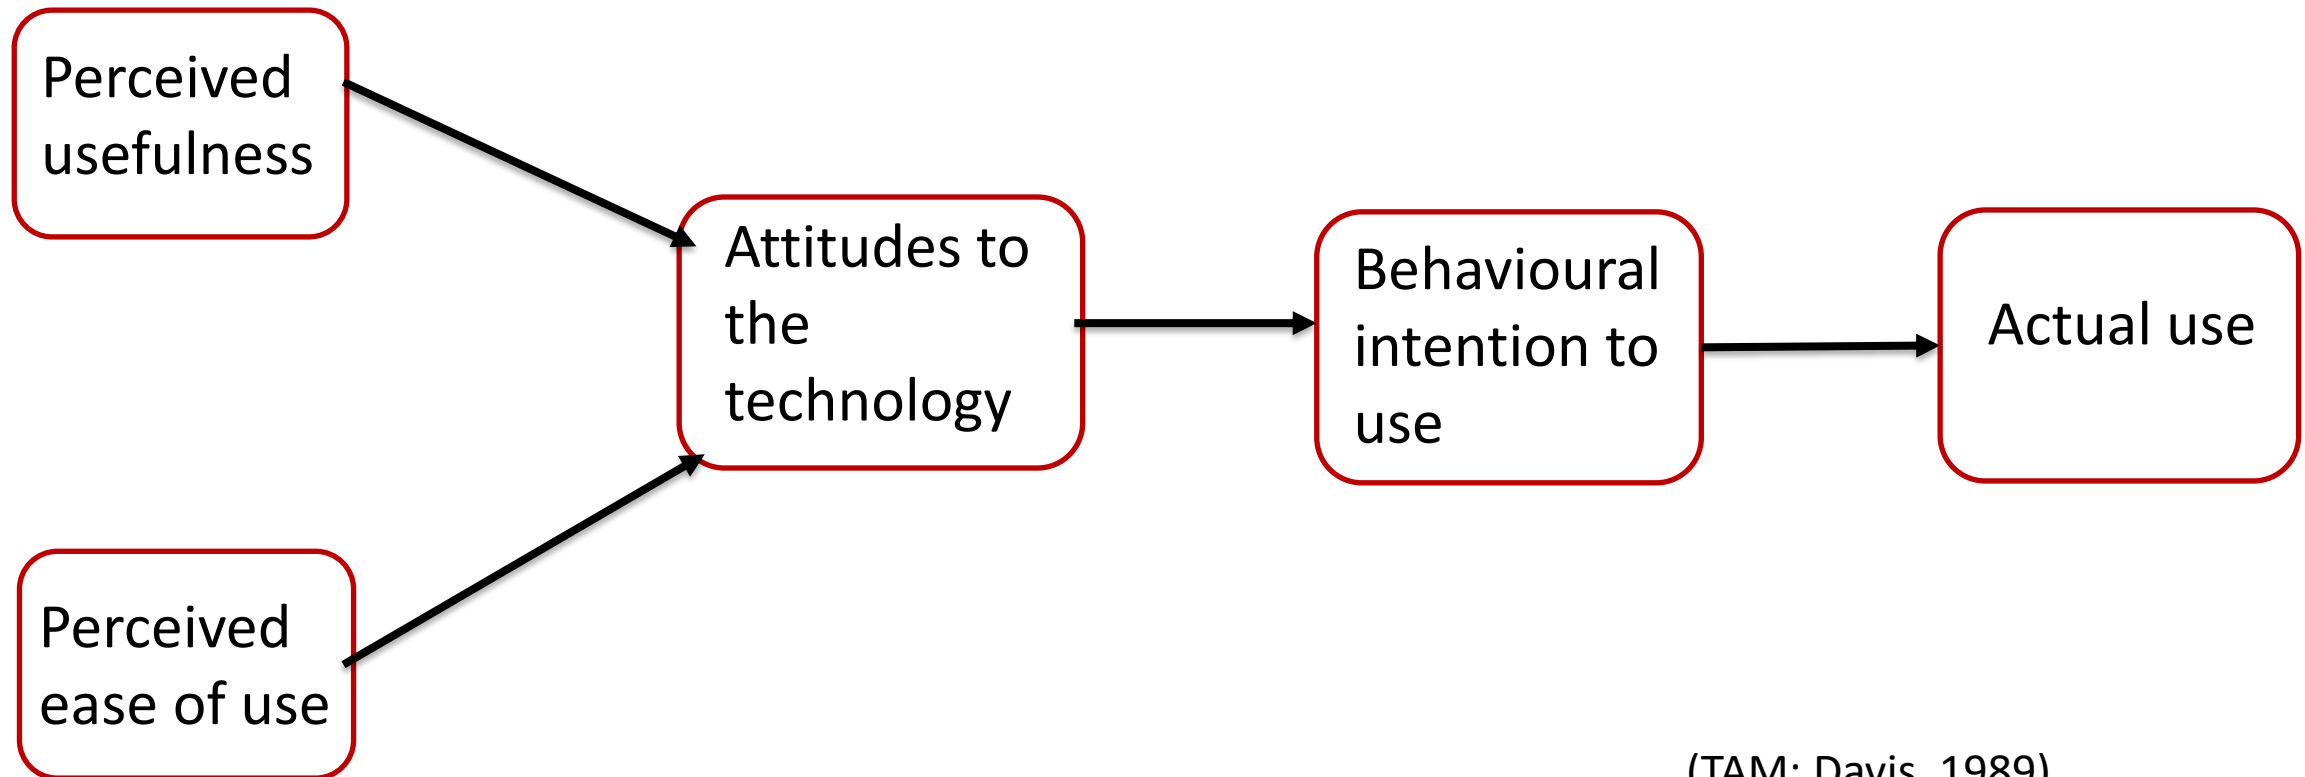 Perceived
usefulness
Attitudes to
the
technology
Behavioural
intention to
use
Actual use
Perceived
ease of use
(TAM: Davis, 1989)